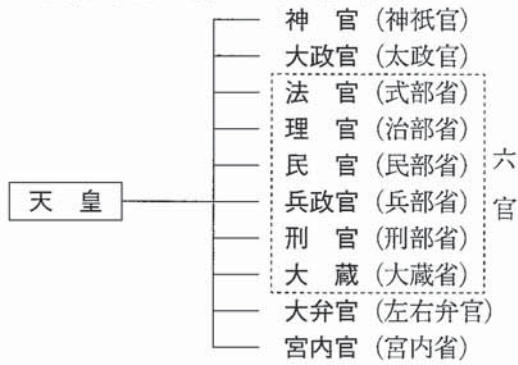 神官（神祇官）
大政官（太政官）
法官（式部省）
理官（治部省）
民官（民部省）
天皇
兵政官（兵部省）
刑官（刑部省）
大蔵（大蔵省）
六官
大弁官（左右弁官）
宮内官（宮内省）